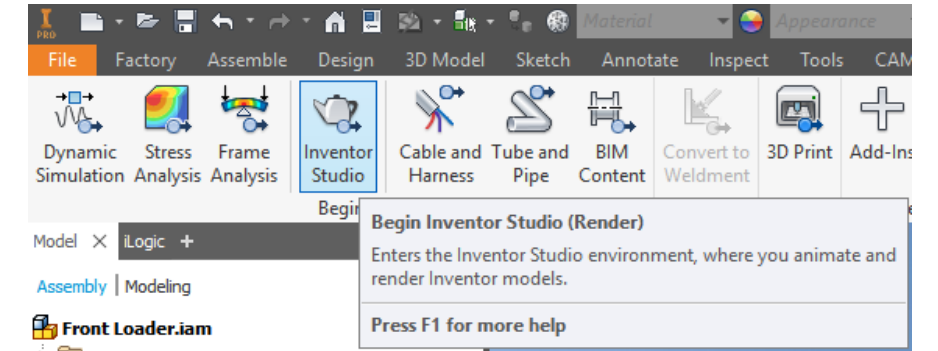 PRO Material Appearance
File Factory Assemble Design 3D Model Sketch Annotate Inspect Tools CAM
Dynamic Stress Frame Inventor Cable and Tube and BIM Convert to 3D Print Add-Ins
Simulation Analysis Analysis Studio Harness Pipe Content Weldment
Begin
Model iLogic +
Begin Inventor Studio (Render)
Enters the Inventor Studio environment, where you animate and
render Inventor models.
Press F1 for more help
Assembly | Modeling
Front Loader.iam